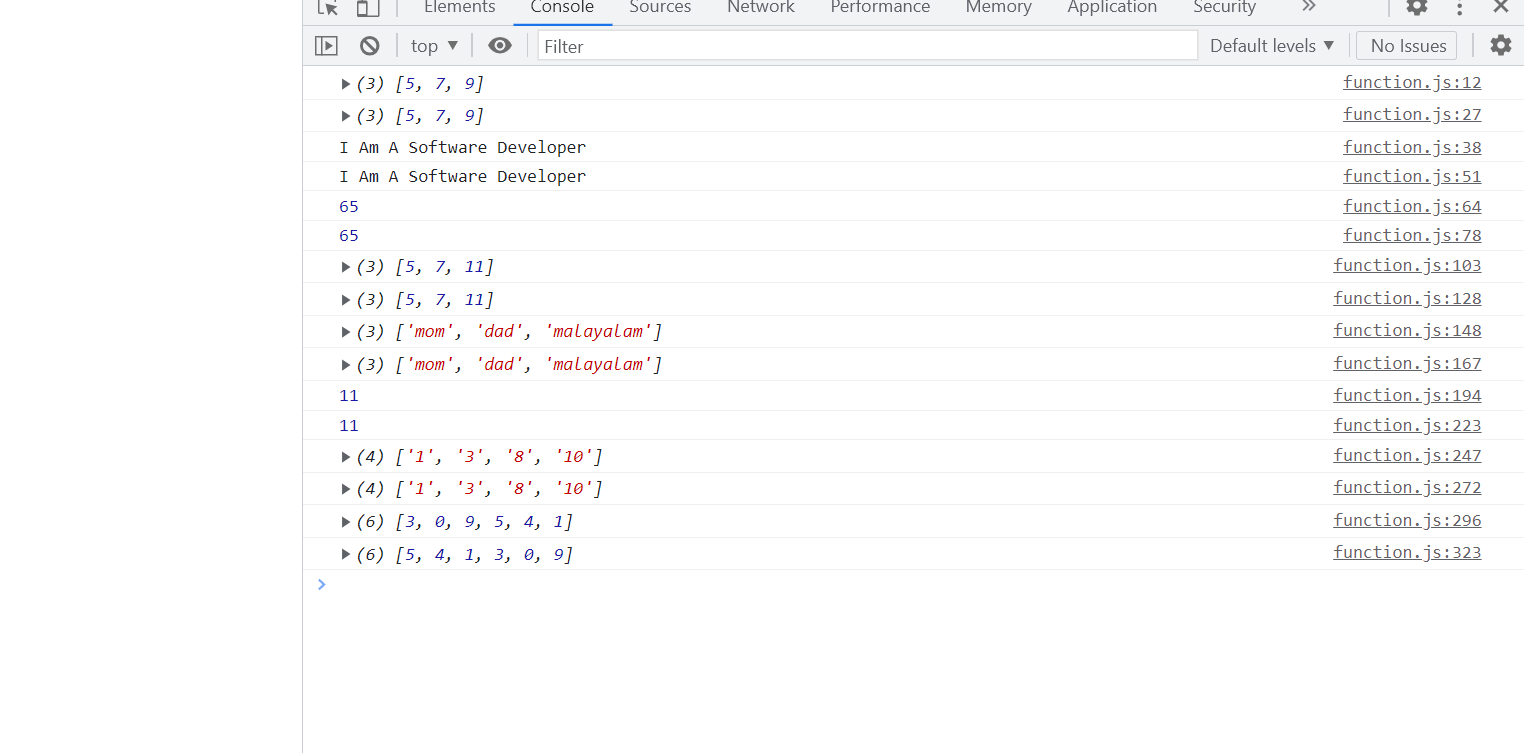 Elements Console Sources Network Performance Memory Application Security »
top ▼ Filter Default levels ▼ No Issues
▶(3) [5, 7, 9] function.js:12
▶(3) [5, 7, 9] function.js:27
I Am A Software Developer function.js:38
I Am A Software Developer function.js:51
65 function.js:64
65 function.js:78
▶(3) [5, 7, 11] function.js:103
▶(3) [5, 7, 11] function.js:128
▶(3) ['mom', 'dad', 'malayalam'] function.js:148
▶(3) ['mom', 'dad', 'malayalam'] function.js:167
11 function.js:194
11 function.js:223
▶(4) ['1', '3', '8', '10'] function.js:247
▶(4) ['1', '3', '8', '10'] function.js:272
▶(6) [3, 0, 9, 5, 4, 1] function.js:296
▶(6) [5, 4, 1, 3, 0, 9] function.js:323